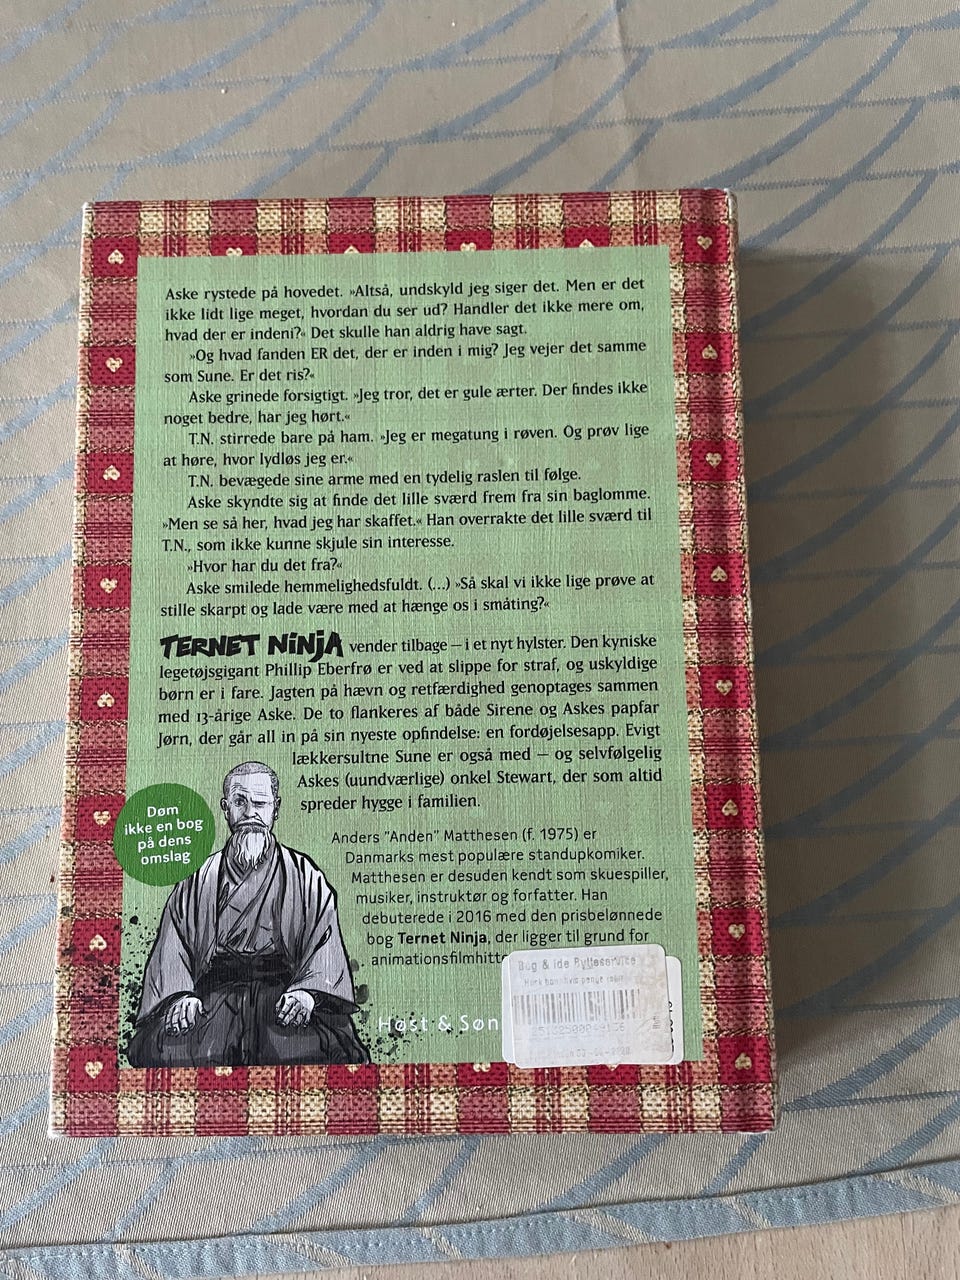 Aske rystede på hovedet. »Altså, undskyld jeg siger det. Men er det
ikke lidt lige meget, hvordan du ser ud? Handler det ikke mere om,
hvad der er indeni?« Det skulle han aldrig have sagt.
»Og hvad fanden ER det, der er inden i mig? Jeg vejer det samme
som Sune. Er det ris?«
Aske grinede forsigtigt. »Jeg tror, det er gule ærter. Der findes ikke
noget bedre, har jeg hørt.«
T.N. stirrede bare på ham. »Jeg er megatung i røven. Og prøv lige
at høre, hvor lydløs jeg er.«
T.N. bevægede sine arme med en tydelig raslen til følge.
Aske skyndte sig at finde det lille sværd frem fra sin baglomme.
»Men se så her, hvad jeg har skaffet.« Han overrakte det lille sværd til
T.N., som ikke kunne skjule sin interesse.
»Hvor har du det fra?«
Aske smilede hemmelighedsfuldt. (...) »Så skal vi ikke lige prøve at
stille skarpt og lade være med at hænge os i småting?«
TERNET NINJA vender tilbage – i et nyt hylster. Den kyniske
legetøjsgigant Phillip Eberfrø er ved at slippe for straf, og uskyldige
børn er i fare. Jagten på hævn og retfærdighed genoptages sammen
med 13-årige Aske. De to flankeres af både Sirene og Askes papfar
Jørn, der går all in på sin nyeste opfindelse: en fordøjelsesapp. Evigt
lækkersultne Sune er også med – og selvfølgelig
Askes (uundværlige) onkel Stewart, der som altid
spreder hygge i familien.
Døm
ikke en bog
på dens
omslag
Anders "Anden" Matthesen (f. 1975) er
Danmarks mest populære standupkomiker.
Matthesen er desuden kendt som skuespiller,
musiker, instruktør og forfatter. Han
debuterede i 2016 med den prisbelønnede
bog Ternet Ninja, der ligger til grund for
animationsfilmhitte
Høst & Søn
Bog & ide Bytteservice